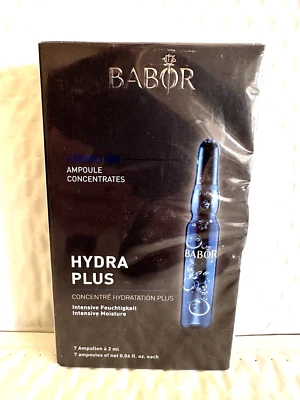 BABOR
AMPOULE
CONCENTRATES
BABOR
HYDRA
PLUS
CONCENTRÉ HYDRATATION PLUS
Intensive Feuchtigkeit
Intensive Moisture
7 Ampullen à 2 ml
7 ampoules of net 0.06 fl. oz. each